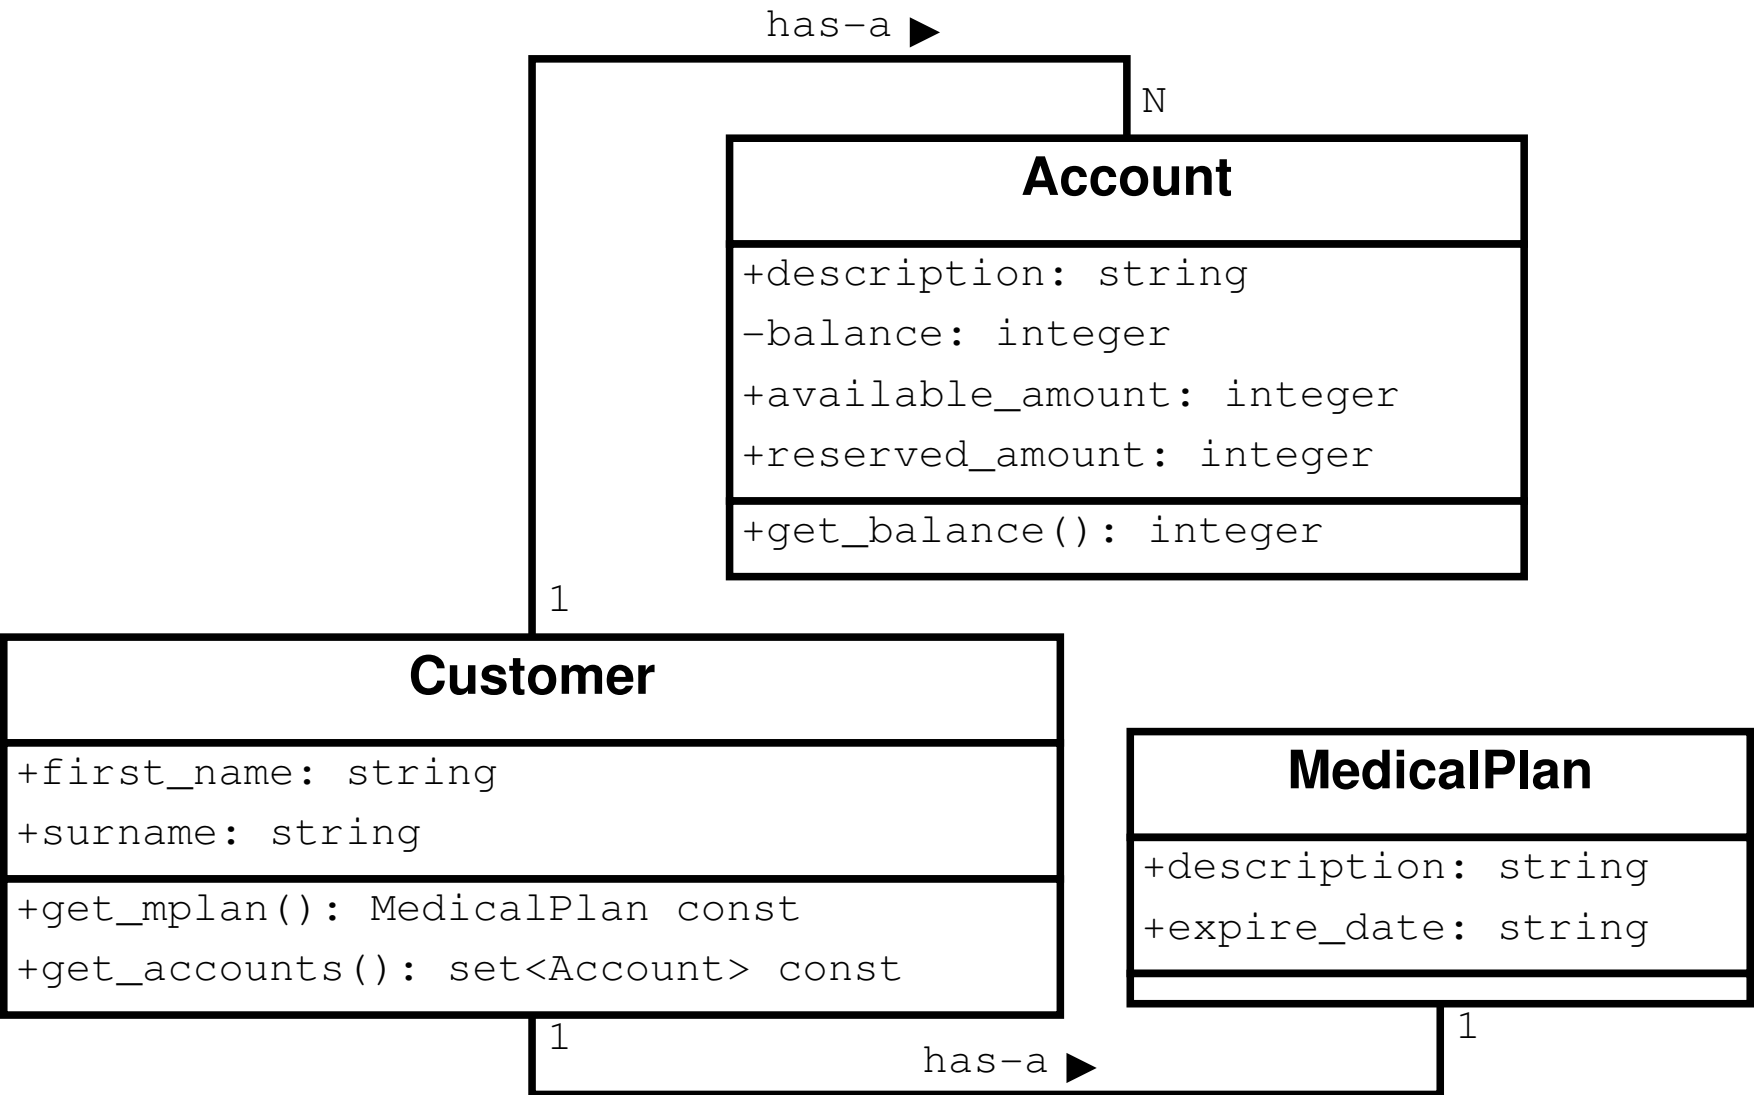 has-a ▶
N
Account
+description: string
-balance: integer
+available_amount: integer
+reserved_amount: integer
+get_balance(): integer
1
Customer
+first_name: string
+surname: string
+get_mplan(): MedicalPlan const
+get_accounts(): set<Account> const
MedicalPlan
+description: string
+expire_date: string
1
1
has-a ▶